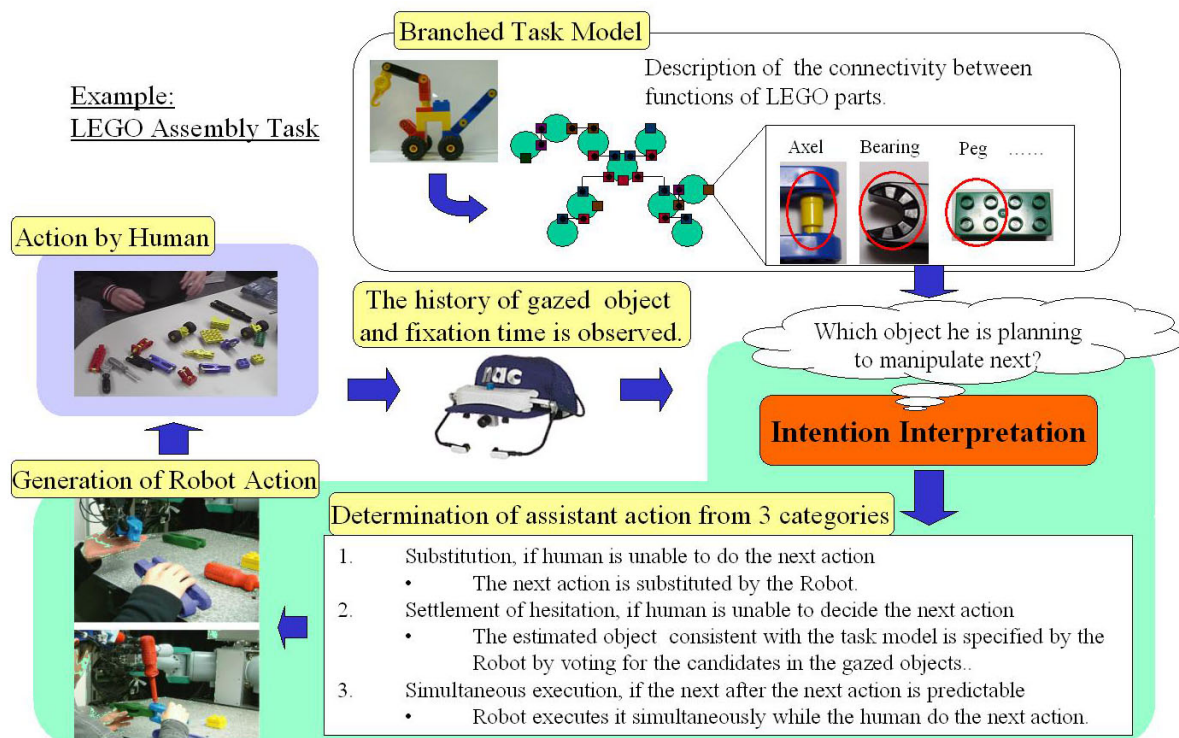 Branched Task Model
Example:
LEGO Assembly Task
Description of the connectivity between
functions of LEGO parts.
Axel
Bearing
Peg ……
Action by Human
The history of gazed object
and fixation time is observed.
nac
Which object he is planning
to manipulate next?
Intention Interpretation
Generation of Robot Action
Determination of assistant action from 3 categories
1. Substitution, if human is unable to do the next action
• The next action is substituted by the Robot.
2. Settlement of hesitation, if human is unable to decide the next action
• The estimated object consistent with the task model is specified by the
Robot by voting for the candidates in the gazed objects..
3. Simultaneous execution, if the next after the next action is predictable
• Robot executes it simultaneously while the human do the next action.